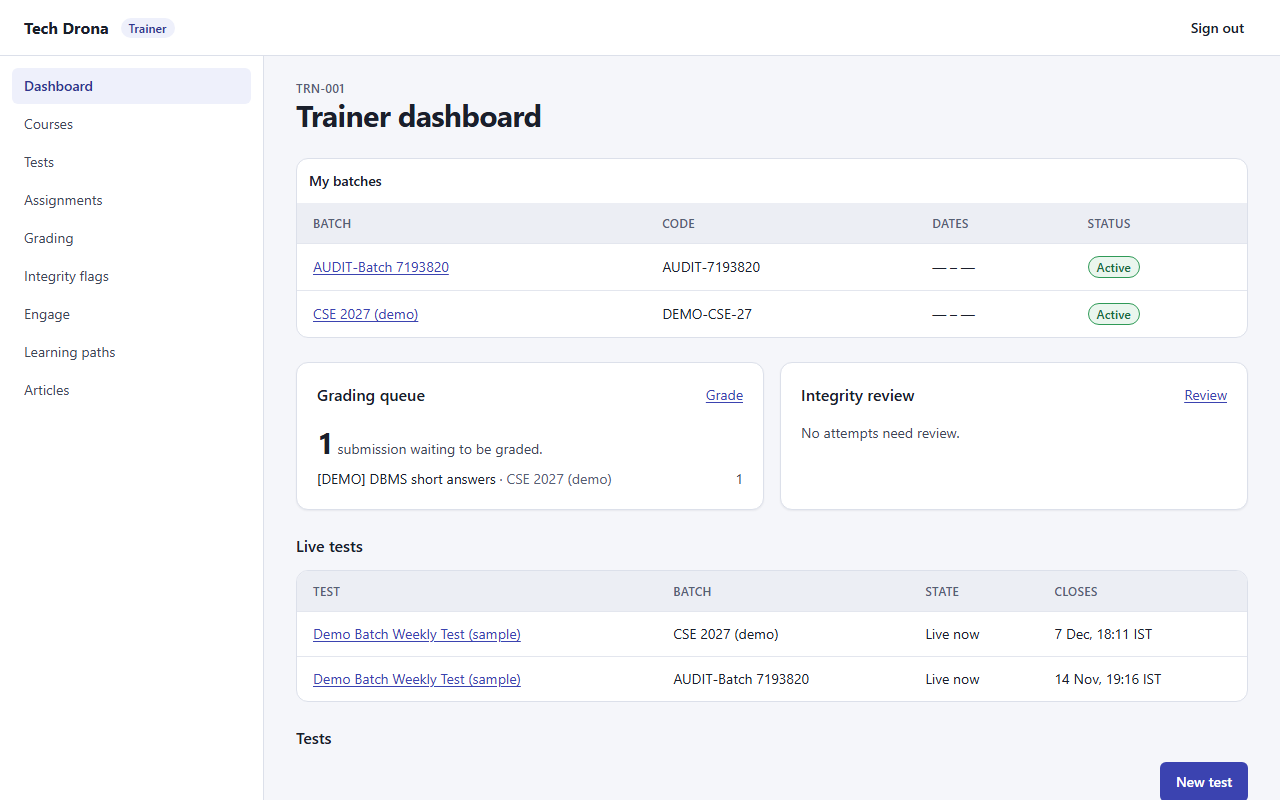 Tech Drona Trainer Sign out
Dashboard
Courses
Tests
Assignments
Grading
Integrity flags
Engage
Learning paths
Articles
TRN-001
Trainer dashboard
My batches
BATCH CODE DATES STATUS
AUDIT-Batch 7193820 AUDIT-7193820 — – — Active
CSE 2027 (demo) DEMO-CSE-27 — – — Active
Grading queue Grade
1 submission waiting to be graded.
[DEMO] DBMS short answers · CSE 2027 (demo) 1
Integrity review Review
No attempts need review.
Live tests
TEST BATCH STATE CLOSES
Demo Batch Weekly Test (sample) CSE 2027 (demo) Live now 7 Dec, 18:11 IST
Demo Batch Weekly Test (sample) AUDIT-Batch 7193820 Live now 14 Nov, 19:16 IST
Tests
New test